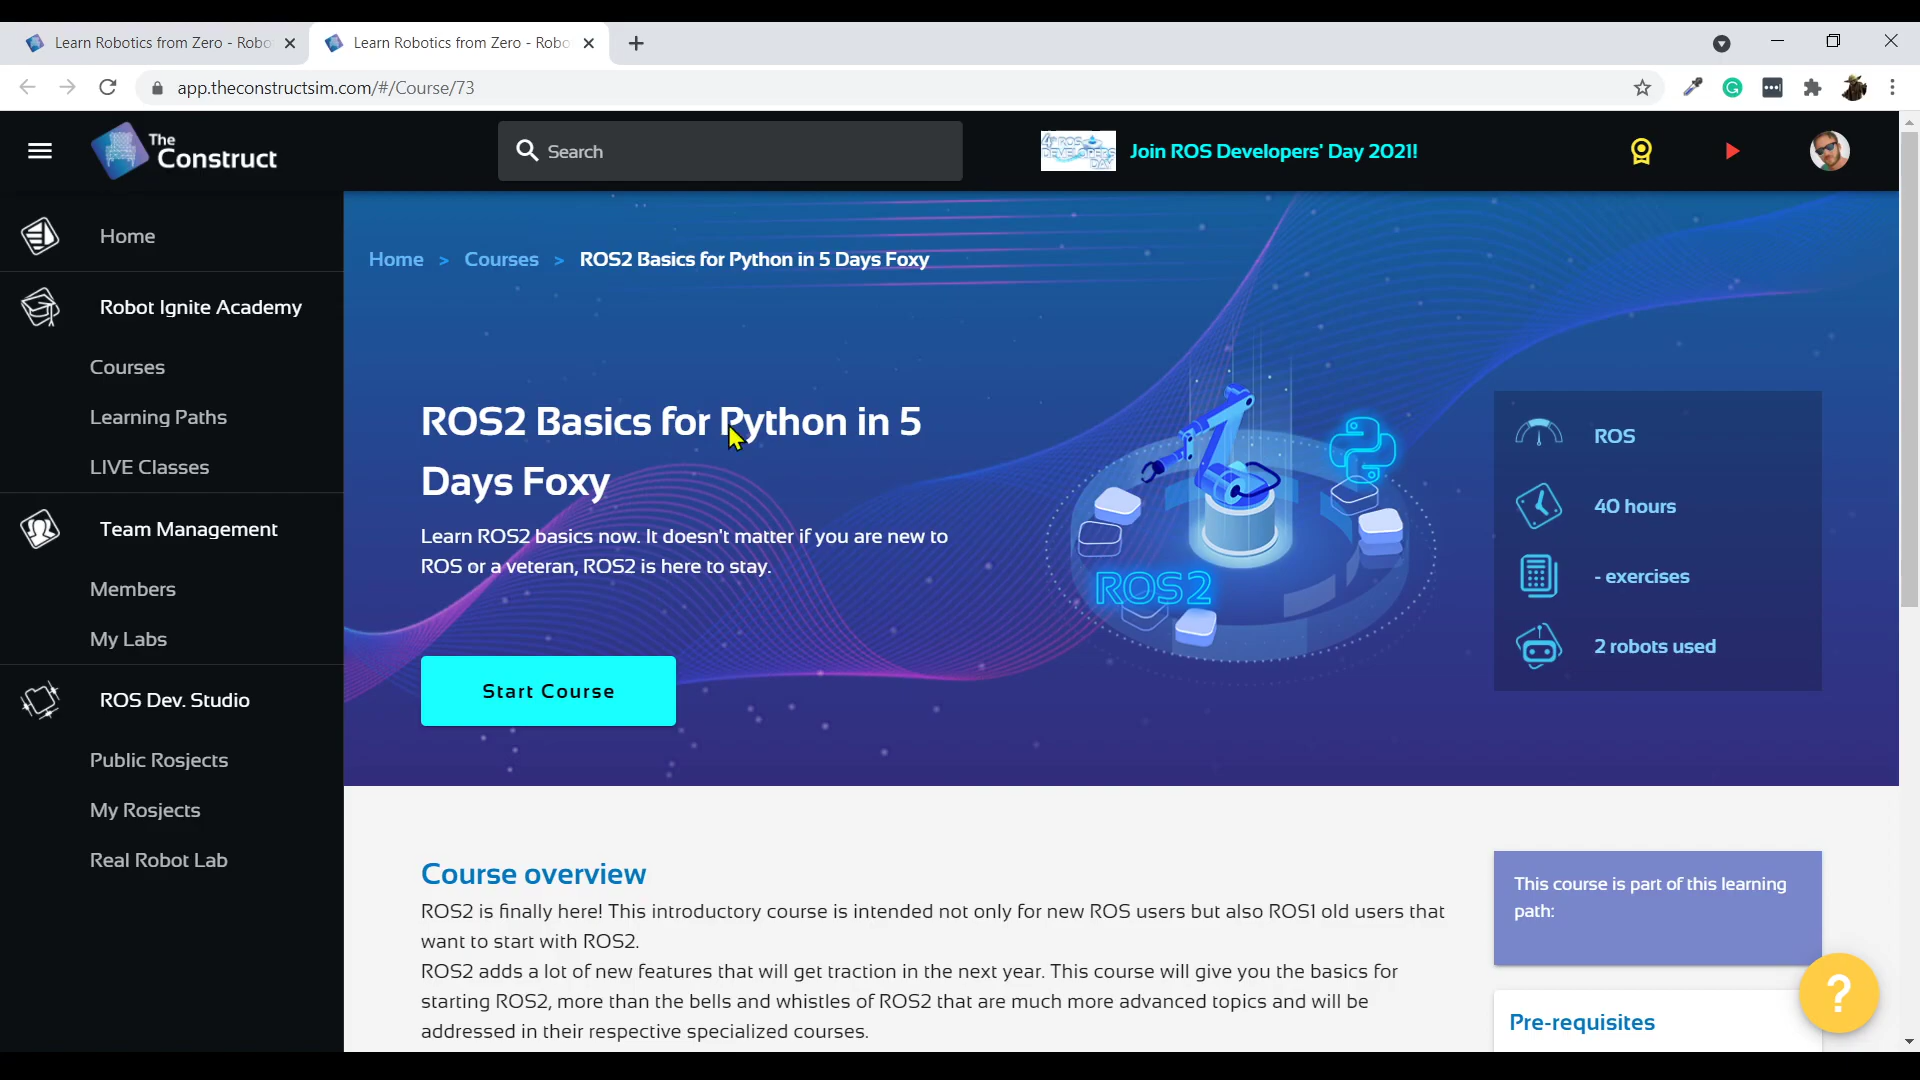 Learn Robotics from Zero - Robo
Learn Robotics from Zero - Robo
app.theconstructsim.com/#/Course/73
The
Construct
Search
4th ROS
DEVELOPERS
DAY
Join ROS Developers' Day 2021!
Home
Robot Ignite Academy
Courses
Learning Paths
LIVE Classes
Team Management
Members
My Labs
ROS Dev. Studio
Public Rosjects
My Rosjects
Real Robot Lab
Home > Courses > ROS2 Basics for Python in 5 Days Foxy
ROS2 Basics for Python in 5
Days Foxy
Learn ROS2 basics now. It doesn't matter if you are new to
ROS or a veteran, ROS2 is here to stay.
Start Course
ROS2
ROS
40 hours
- exercises
2 robots used
Course overview
ROS2 is finally here! This introductory course is intended not only for new ROS users but also ROS1 old users that
want to start with ROS2.
ROS2 adds a lot of new features that will get traction in the next year. This course will give you the basics for
starting ROS2, more than the bells and whistles of ROS2 that are much more advanced topics and will be
addressed in their respective specialized courses.
This course is part of this learning
path:
Pre-requisites
?